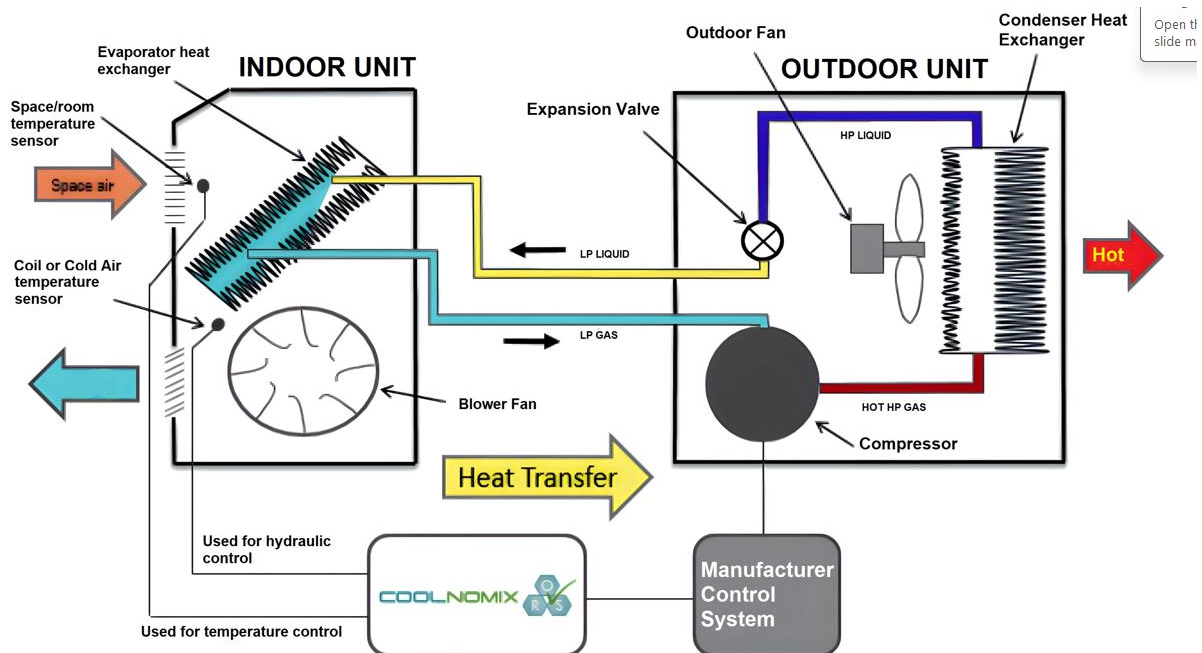 Condenser Heat
Exchanger
Open th
slide m
Outdoor Fan
Evaporator heat
exchanger
INDOOR UNIT
OUTDOOR UNIT
Space/room
temperature
sensor
Expansion Valve
HP LIQUID
Space air
LP LIQUID
Hot
Coil or Cold Air
temperature
sensor
LP GAS
Blower Fan
HOT HP GAS
Compressor
Heat Transfer
Used for hydraulic
control
COOLNOMIX
O
R S
Manufacturer
Control
System
Used for temperature control